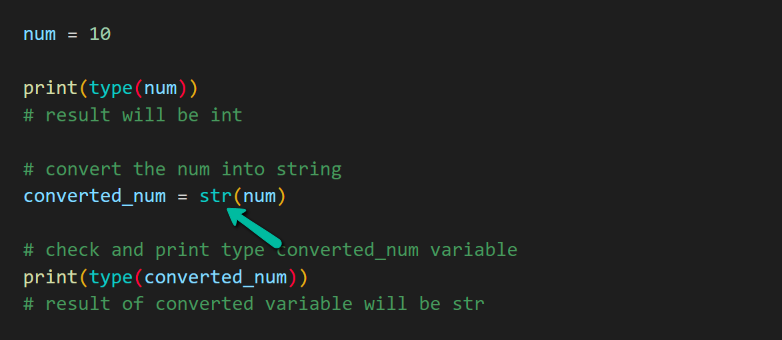 num = 10
print(type(num))
# result will be int
# convert the num into string
converted_num = str(num)
# check and print type converted_num variable
print(type(converted_num))
# result of converted variable will be str